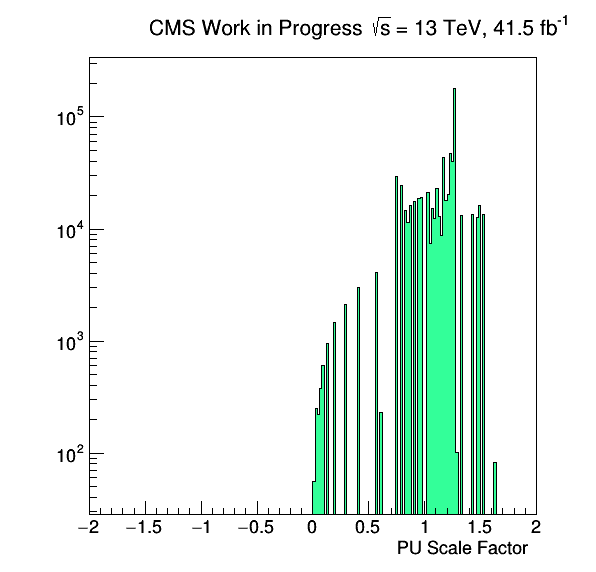 CMS Work in Progress √s = 13 TeV, 41.5 fb⁻¹
10⁵
10⁴
10³
10²
−2 −1.5 −1 −0.5 0 0.5 1 1.5 2
PU Scale Factor